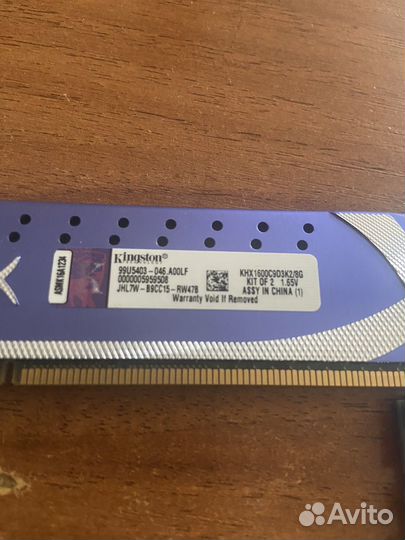 Kingston
99U5403-046.A00LF
0000005959508
JHL7W-B9CC15-RW47B
Warranty Void If Removed
KHX1600C9D3K2/8G
KIT OF 2 1.65V
ASSY IN CHINA (1)
ASMK16A1234
Avito